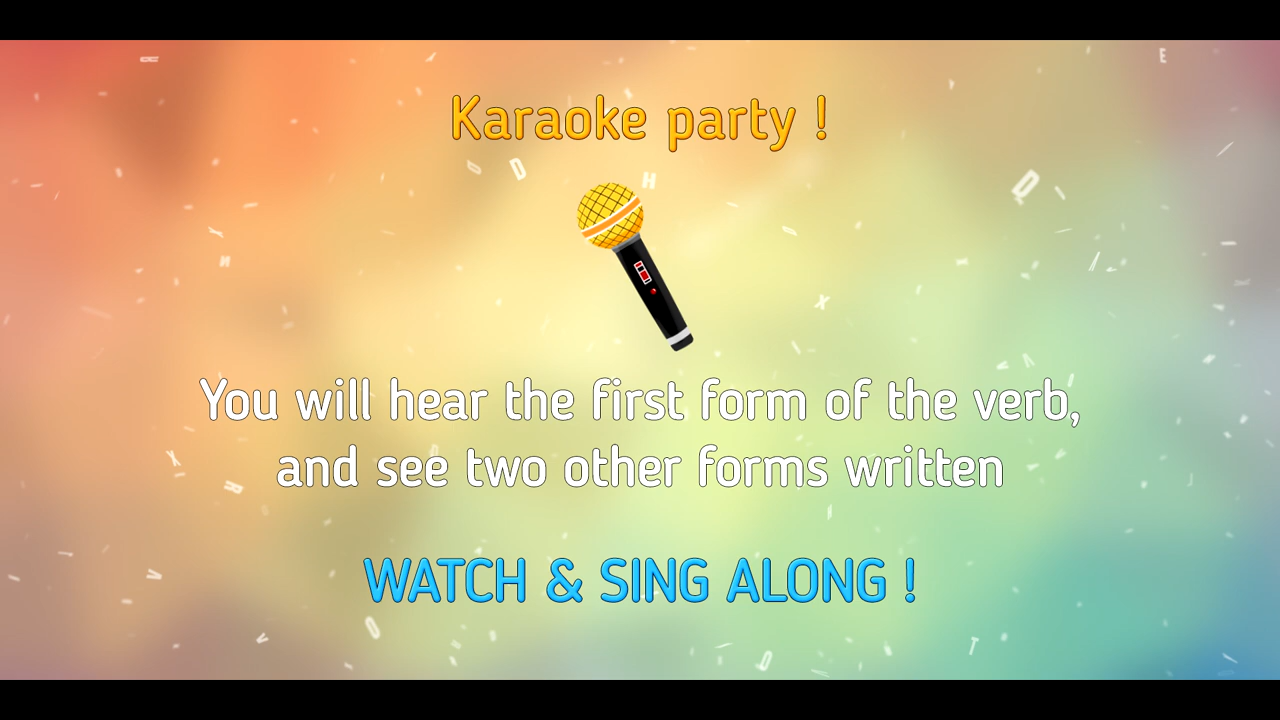 Karaoke party !
You will hear the first form of the verb,
and see two other forms written
WATCH & SING ALONG !